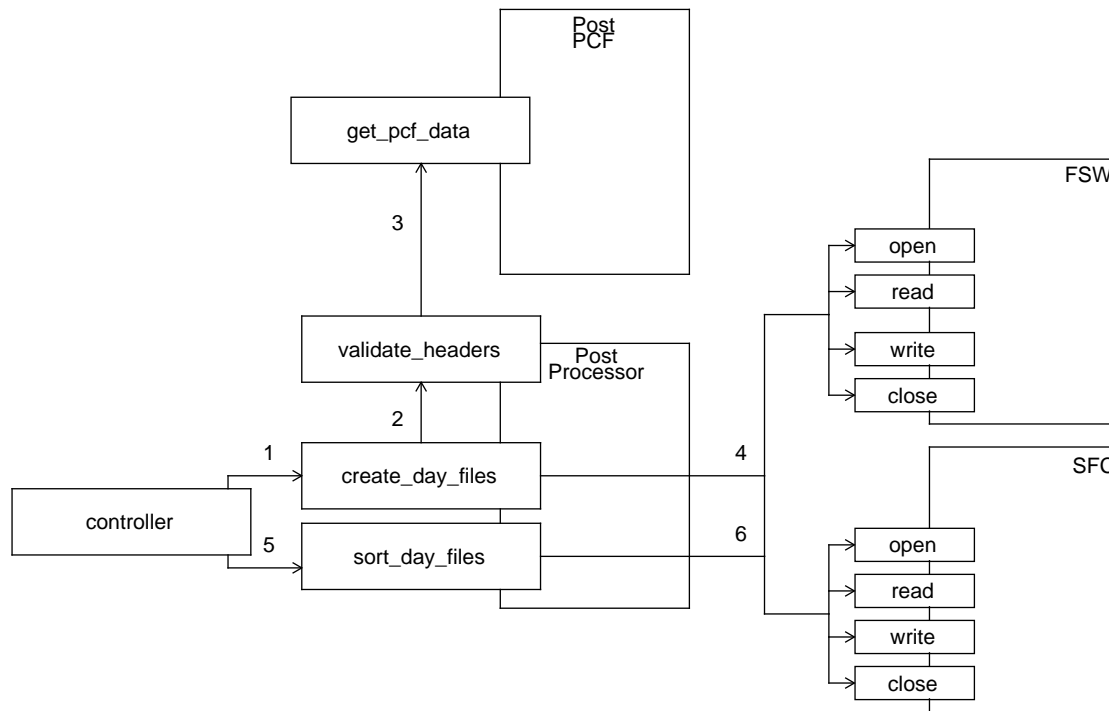 Post
PCF
get_pcf_data
3
FSW
open
read
write
close
validate_headers
Post
Processor
2
1
create_day_files
4
controller
5
sort_day_files
6
SFC
open
read
write
close